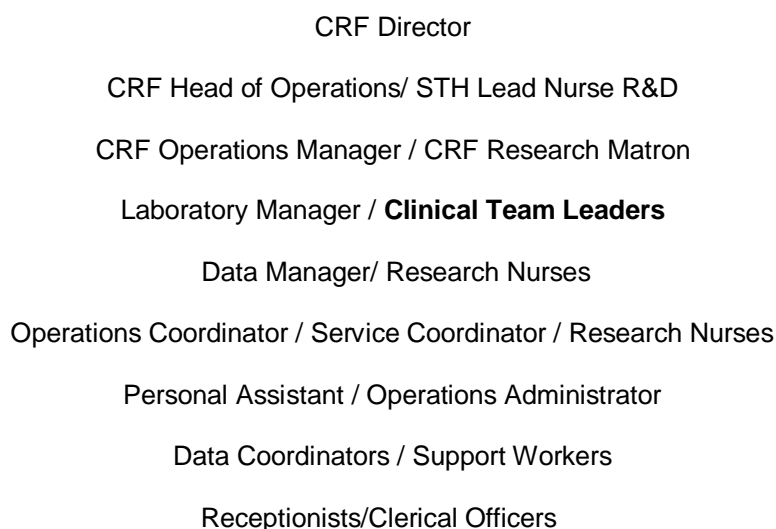 CRF Director
CRF Head of Operations/ STH Lead Nurse R&D
CRF Operations Manager / CRF Research Matron
Laboratory Manager / Clinical Team Leaders
Data Manager/ Research Nurses
Operations Coordinator / Service Coordinator / Research Nurses
Personal Assistant / Operations Administrator
Data Coordinators / Support Workers
Receptionists/Clerical Officers